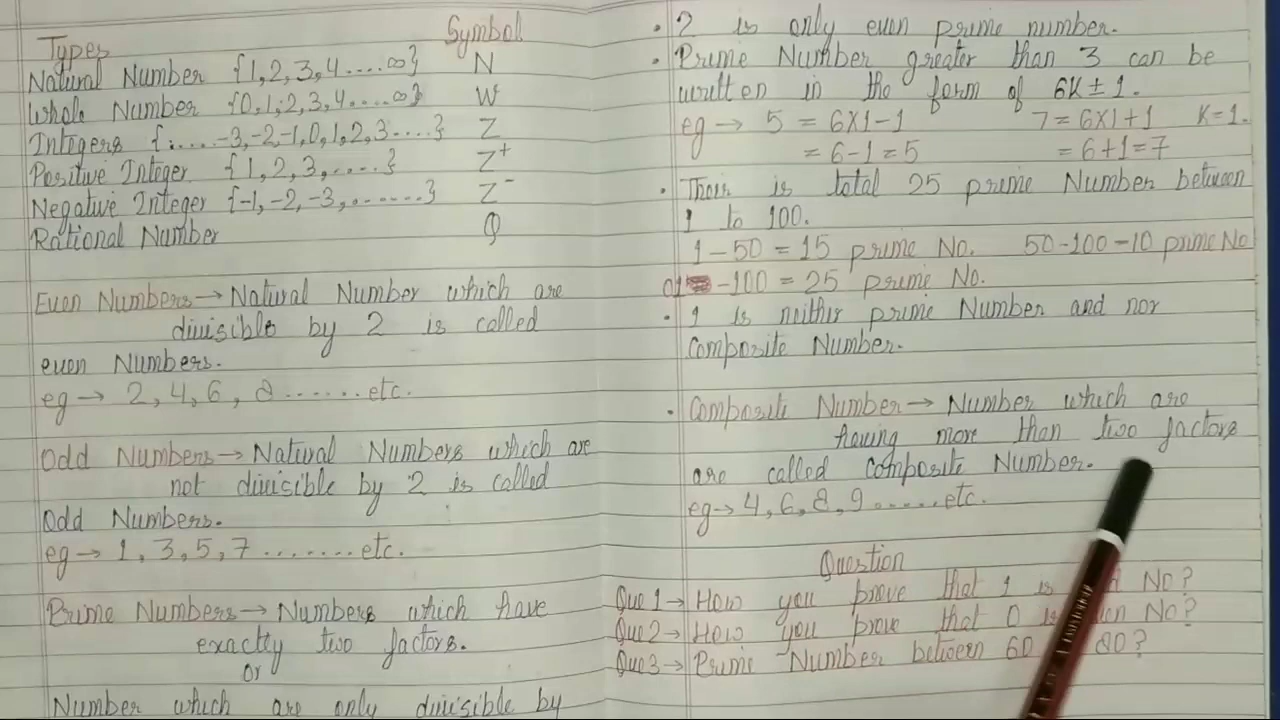 Types Symbol
Natural Number {1,2,3,4....∞} N
Whole Number {0,1,2,3,4....∞} W
Integers {.....-3,-2,-1,0,1,2,3....} Z
Positive Integer {1,2,3,.....} Z+
Negative Integer {-1,-2,-3,.......} Z-
Rational Number Q
Even Numbers→ Natural Number which are
divisible by 2 is called
even Numbers.
eg → 2,4,6,8......etc.
Odd Numbers→ Natural Numbers which are
not divisible by 2 is called
Odd Numbers.
eg → 1,3,5,7........etc.
Prime Numbers→ Numbers which have
exactly two factors.
Or
Number which are only divisible by
• 2 is only even prime number.
• Prime Number greater than 3 can be
written in the form of 6K±1.
eg → 5 = 6×1-1 7=6×1+1 K=1.
= 6-1=5 =6+1=7
• Their is total 25 prime Number between
1 to 100.
1-50 = 15 prime No. 50-100-10 prime No
01 -100 = 25 prime No.
• 1 is neither prime Number and nor
Composite Number.
• Composite Number→ Number which are
having more than two factors
are called composite Number.
eg→ 4,6,8,9......etc.
Question
Que1→ How you prove that 1 is No?
Que2→ How you prove that 0 is No?
Que3→ Prime Number between 60